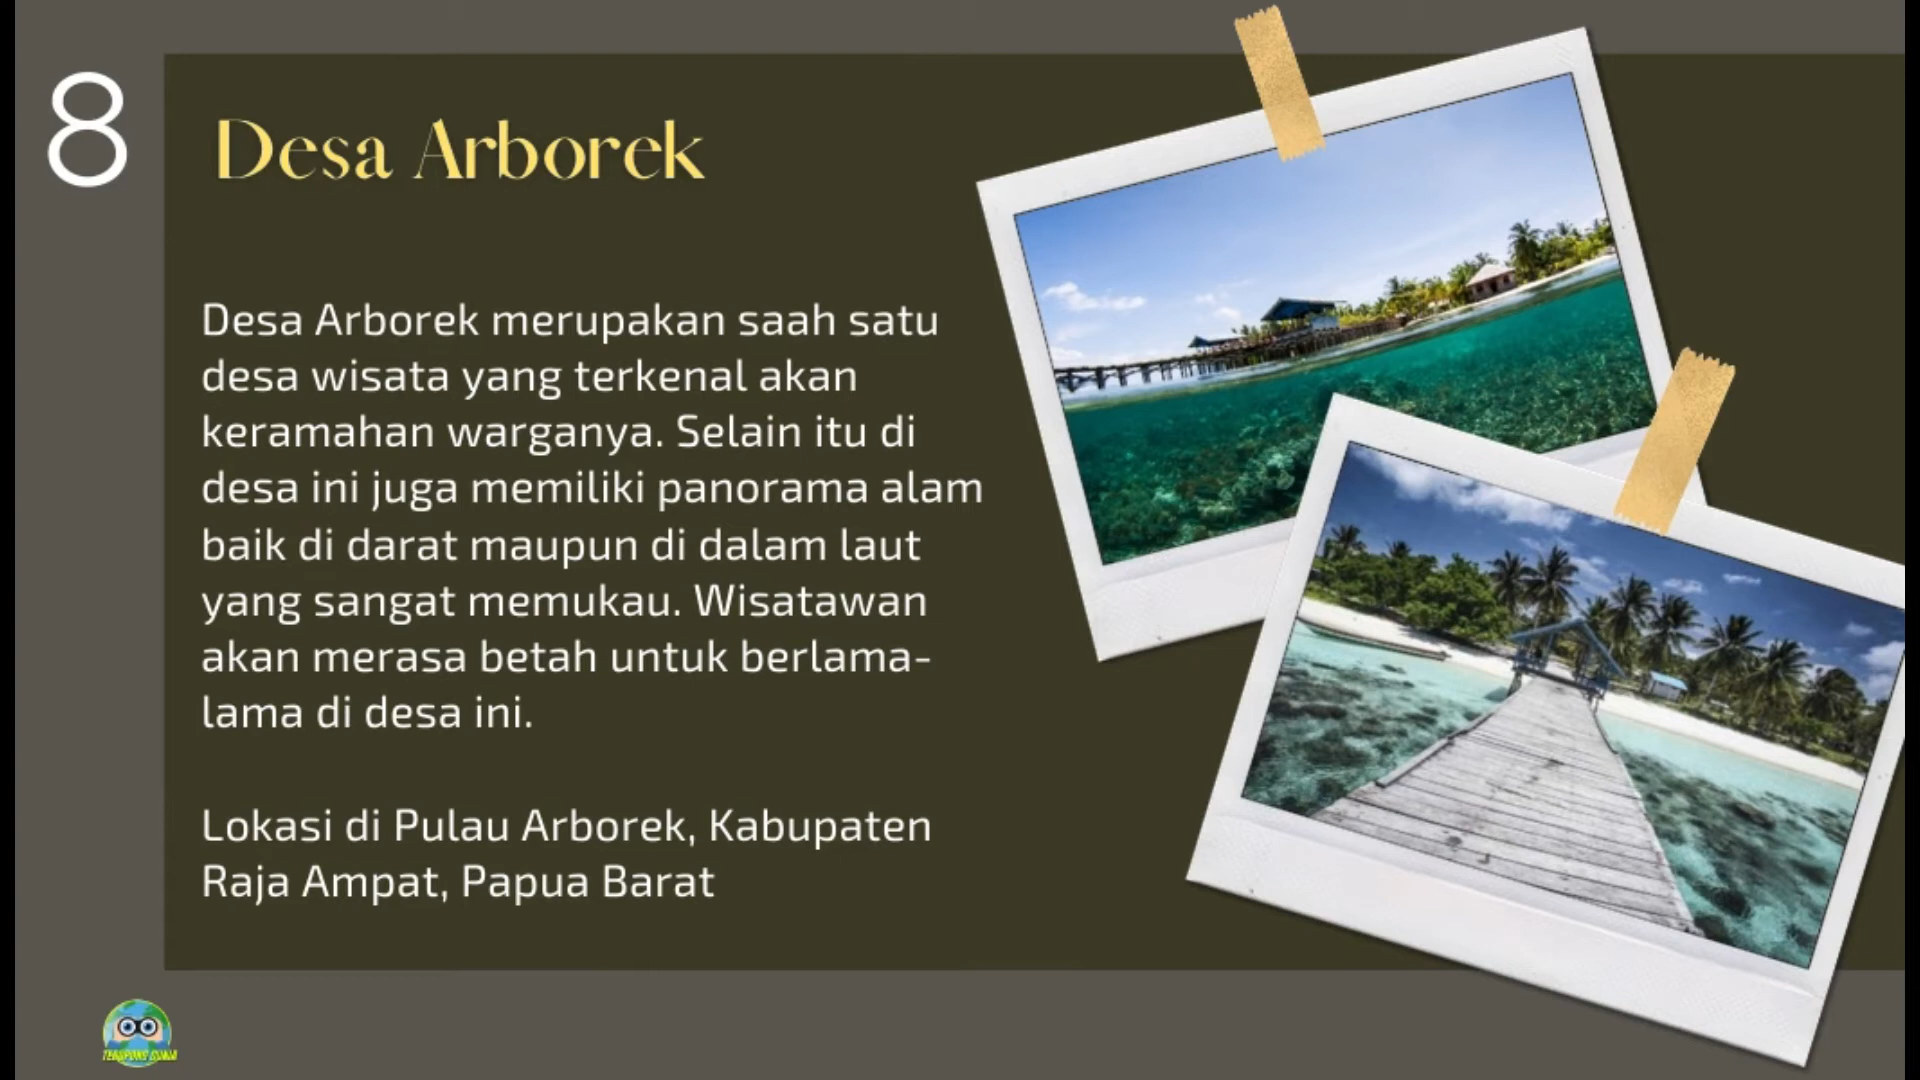 8
Desa Arborek
Desa Arborek merupakan saah satu
desa wisata yang terkenal akan
keramahan warganya. Selain itu di
desa ini juga memiliki panorama alam
baik di darat maupun di dalam laut
yang sangat memukau. Wisatawan
akan merasa betah untuk berlama-
lama di desa ini.
Lokasi di Pulau Arborek, Kabupaten
Raja Ampat, Papua Barat